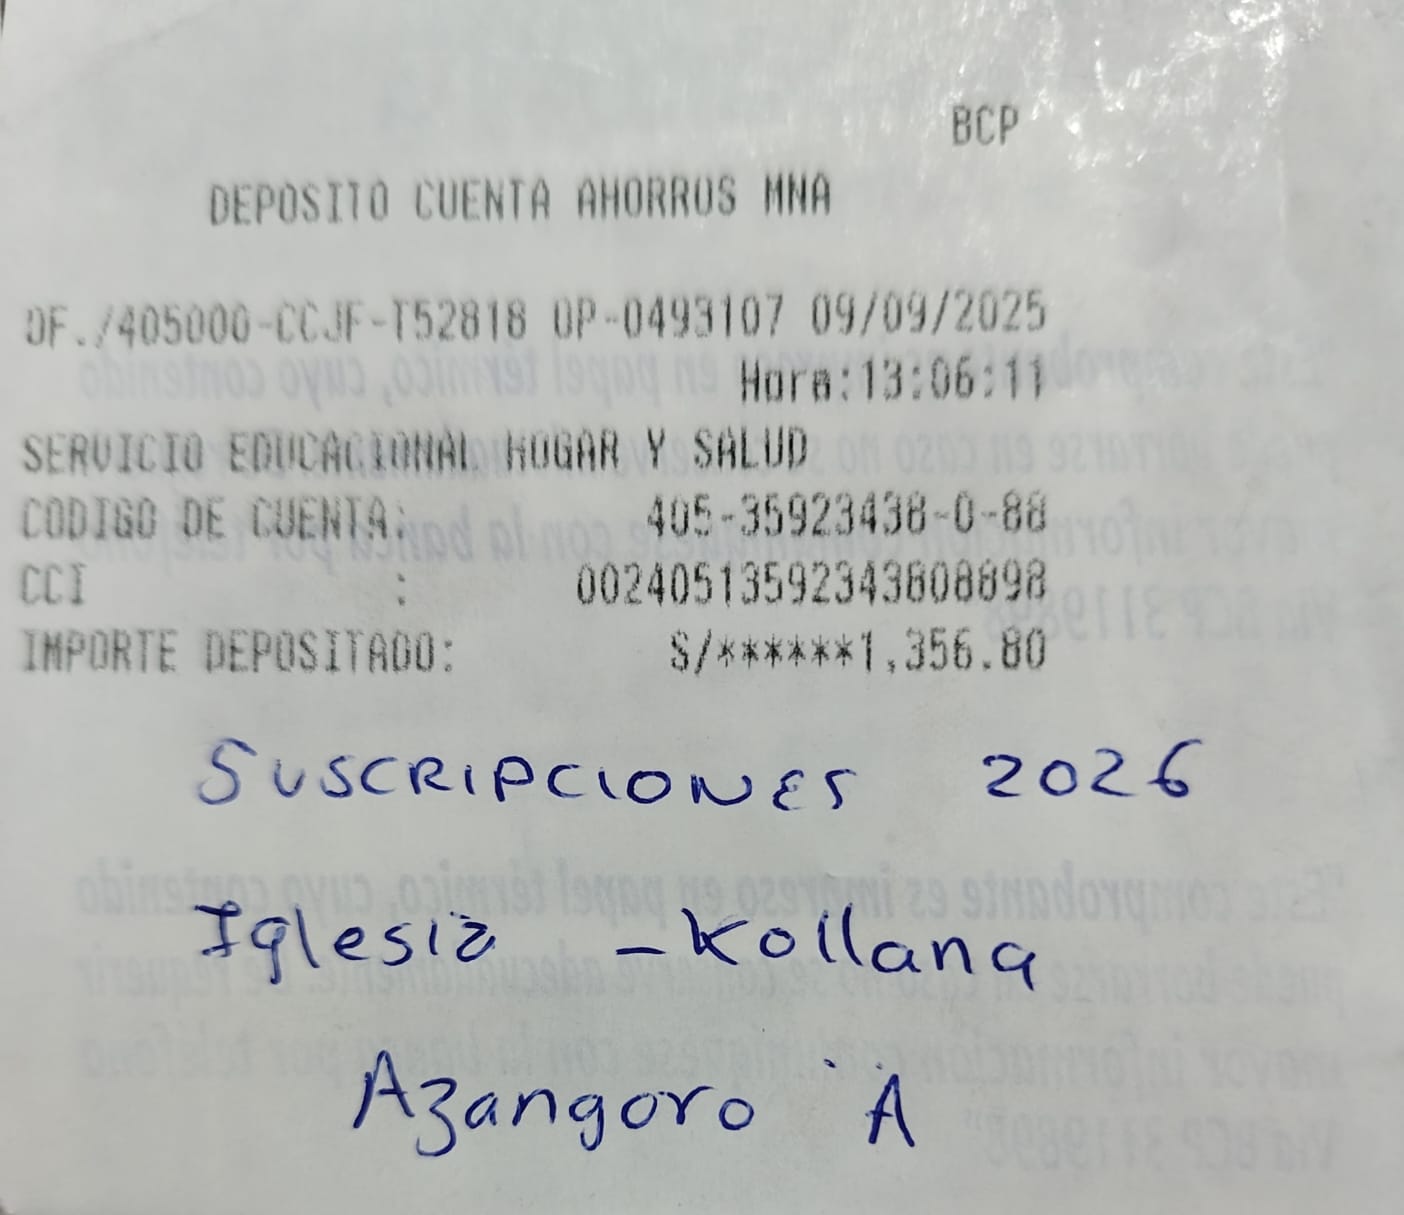 BCP
DEPOSITO CUENTA AHORROS MNA
OF./405000-CCJF-T52818 OP-0493107 09/09/2025
Hora:13:06:11
SERVICIO EDUCACIONAL HOGAR Y SALUD
CODIGO DE CUENTA: 405-35923438-0-88
CCI : 00240513592343808898
IMPORTE DEPOSITADO: S/******1,356.80
SUSCRIPCIONES 2026
Iglesia - Kollana
Azangoro "A